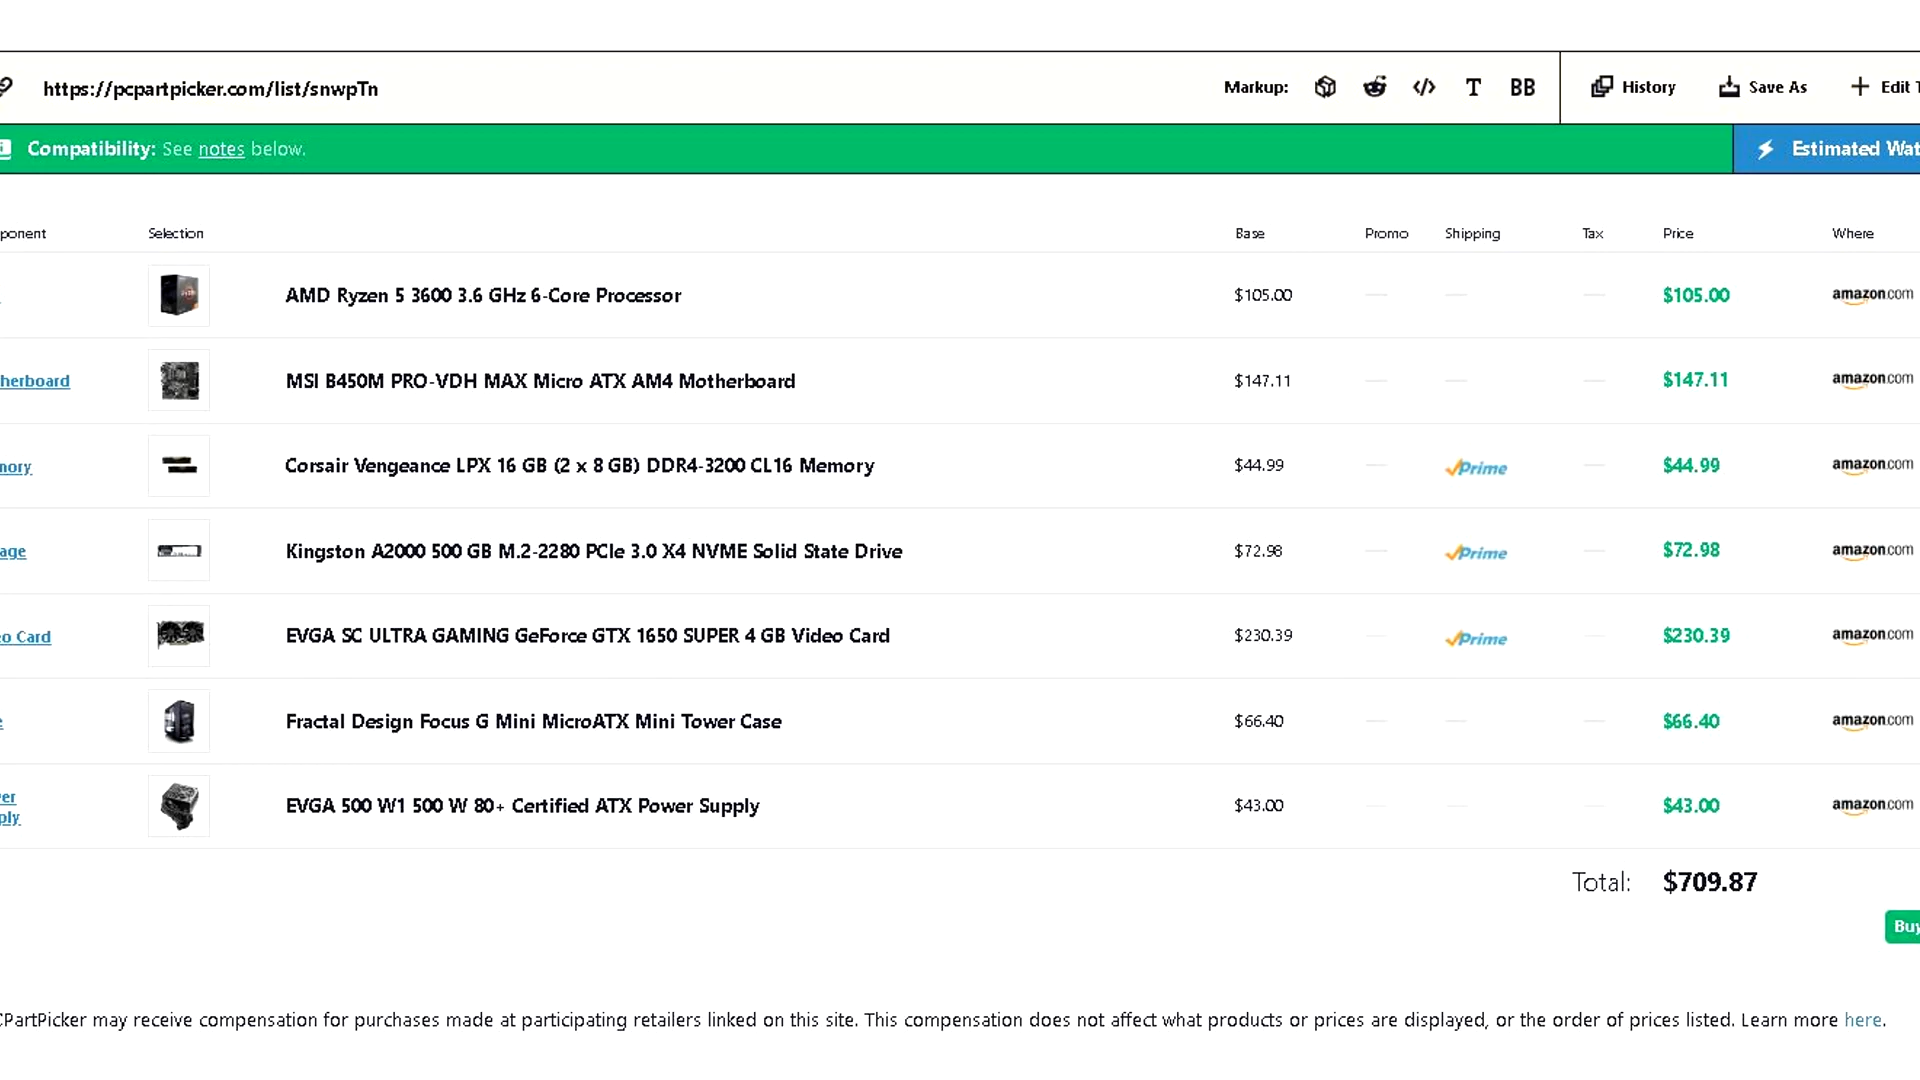 https://pcpartpicker.com/list/snwpTn Markup: T BB History Save As Edit
Compatibility: See notes below. Estimated Wat
ponent Selection Base Promo Shipping Tax Price Where
AMD Ryzen 5 3600 3.6 GHz 6-Core Processor $105.00 $105.00 amazon.com
herboard MSI B450M PRO-VDH MAX Micro ATX AM4 Motherboard $147.11 $147.11 amazon.com
nory Corsair Vengeance LPX 16 GB (2 x 8 GB) DDR4-3200 CL16 Memory $44.99 Prime $44.99 amazon.com
age Kingston A2000 500 GB M.2-2280 PCIe 3.0 X4 NVME Solid State Drive $72.98 Prime $72.98 amazon.com
eo Card EVGA SC ULTRA GAMING GeForce GTX 1650 SUPER 4 GB Video Card $230.39 Prime $230.39 amazon.com
e Fractal Design Focus G Mini MicroATX Mini Tower Case $66.40 $66.40 amazon.com
er
ply EVGA 500 W1 500 W 80+ Certified ATX Power Supply $43.00 $43.00 amazon.com
Total: $709.87
Buy
CPartPicker may receive compensation for purchases made at participating retailers linked on this site. This compensation does not affect what products or prices are displayed, or the order of prices listed. Learn more here.